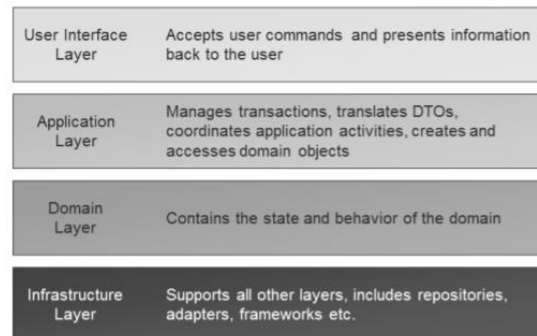 User Interface
Layer
Accepts user commands and presents information
back to the user
Application
Layer
Manages transactions, translates DTOs,
coordinates application activities, creates and
accesses domain objects
Domain
Layer
Contains the state and behavior of the domain
Infrastructure
Layer
Supports all other layers, includes repositories,
adapters, frameworks etc.